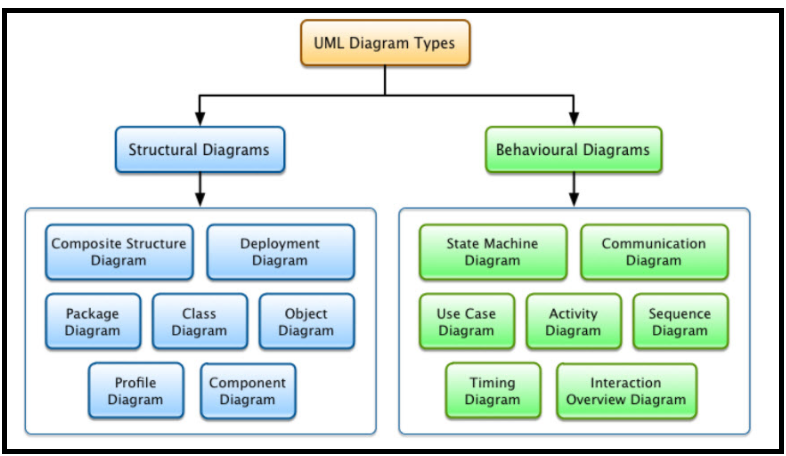 UML Diagram Types
Structural Diagrams
Behavioural Diagrams
Composite Structure
Diagram
Deployment
Diagram
Package
Diagram
Class
Diagram
Object
Diagram
Profile
Diagram
Component
Diagram
State Machine
Diagram
Communication
Diagram
Use Case
Diagram
Activity
Diagram
Sequence
Diagram
Timing
Diagram
Interaction
Overview Diagram